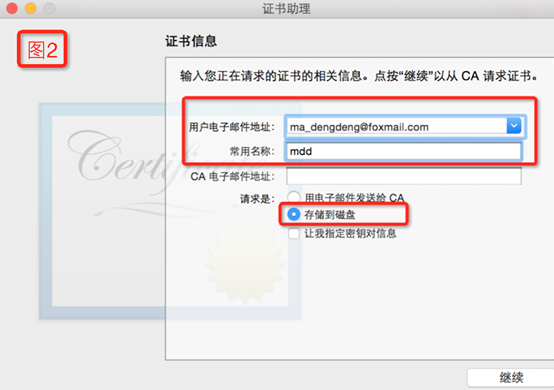 证书助理
图2
证书信息
输入您正在请求的证书的相关信息。点按“继续”以从 CA 请求证书。
Certificate
用户电子邮件地址: ma_dengdeng@foxmail.com
常用名称: mdd
CA 电子邮件地址:
请求是: 用电子邮件发送给 CA
存储到磁盘
让我指定密钥对信息
继续